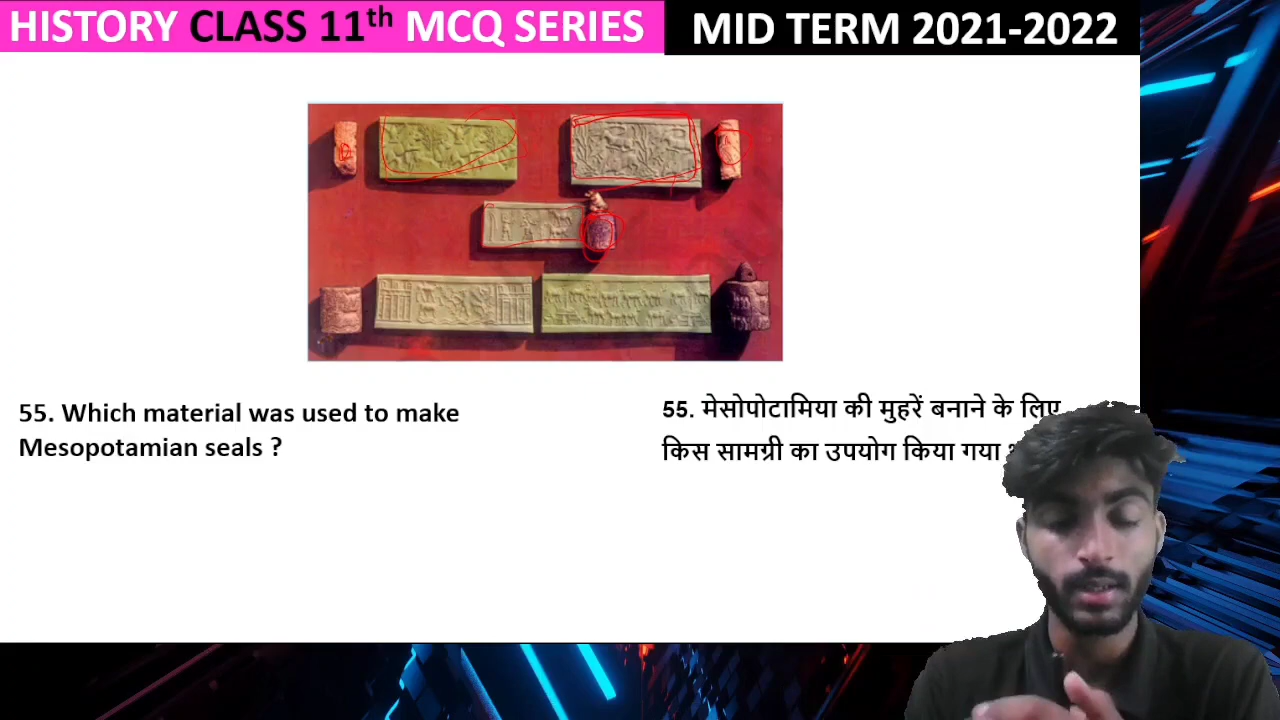 HISTORY CLASS 11th MCQ SERIES
MID TERM 2021-2022
55. Which material was used to make
Mesopotamian seals ?
55. मेसोपोटामिया की मुहरें बनाने के लिए
किस सामग्री का उपयोग किया गया